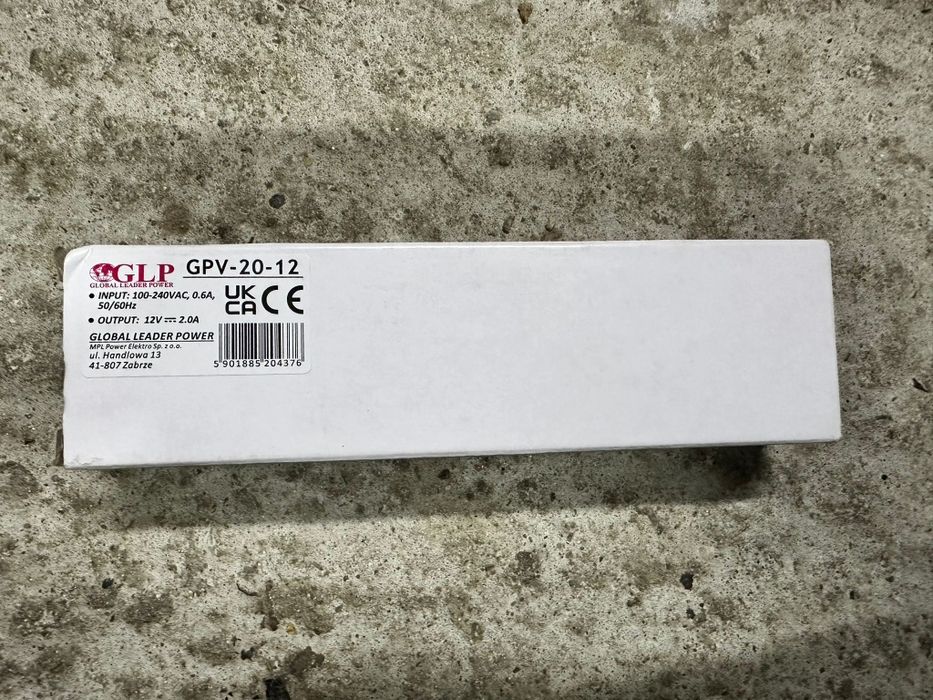 GLP
GLOBAL LEADER POWER
GPV-20-12
• INPUT: 100-240VAC, 0.6A,
50/60Hz
• OUTPUT: 12V ⎓ 2.0A
UK
CA CE
GLOBAL LEADER POWER
MPL Power Elektro Sp. z o.o.
ul. Handlowa 13
41-807 Zabrze
5 901885 204376